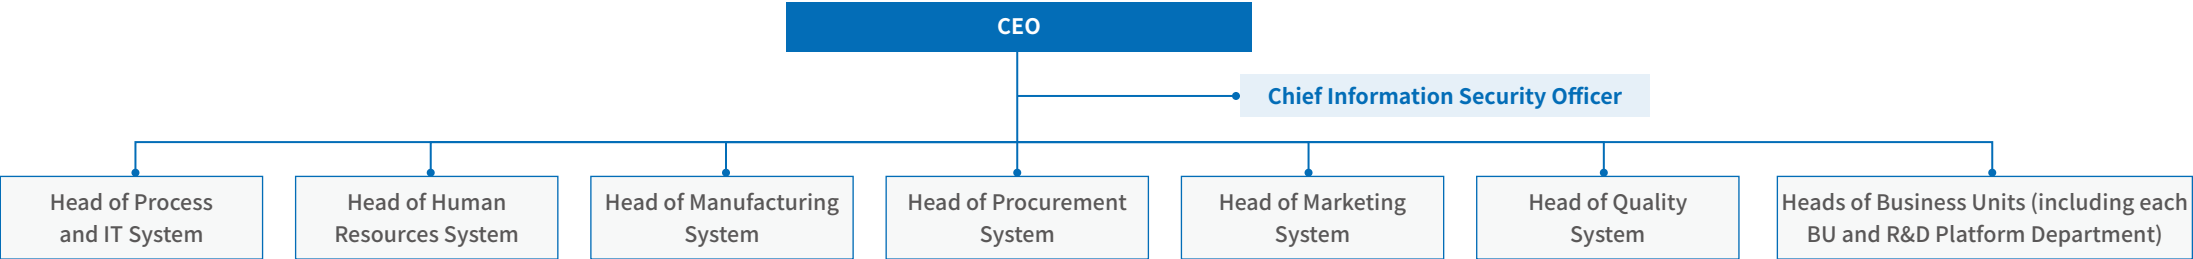 CEO
Chief Information Security Officer
Head of Process
and IT System
Head of Human
Resources System
Head of Manufacturing
System
Head of Procurement
System
Head of Marketing
System
Head of Quality
System
Heads of Business Units (including each
BU and R&D Platform Department)